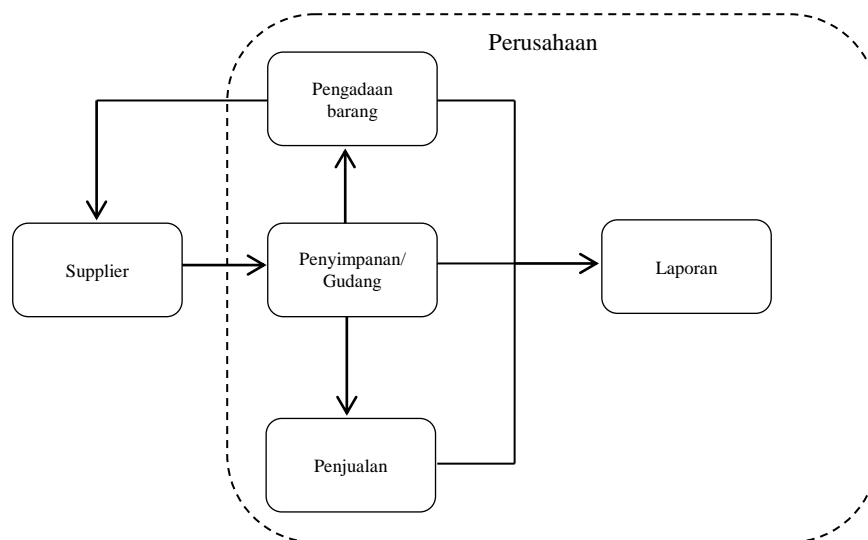 Perusahaan
Pengadaan
barang
Supplier
Penyimpanan/
Gudang
Laporan
Penjualan